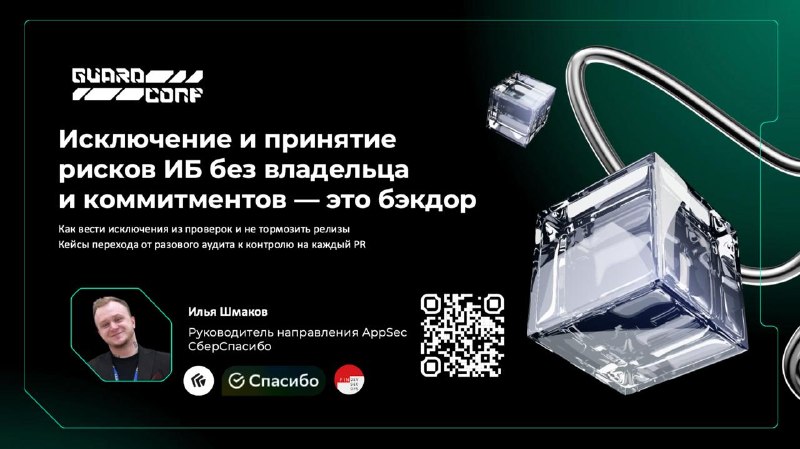 GUARD
CONF
Исключение и принятие
рисков ИБ без владельца
и коммитментов — это бэкдор
Как вести исключения из проверок и не тормозить релизы
Кейсы перехода от разового аудита к контролю на каждый PR
Илья Шмаков
Руководитель направления AppSec
СберСпасибо
Спасибо